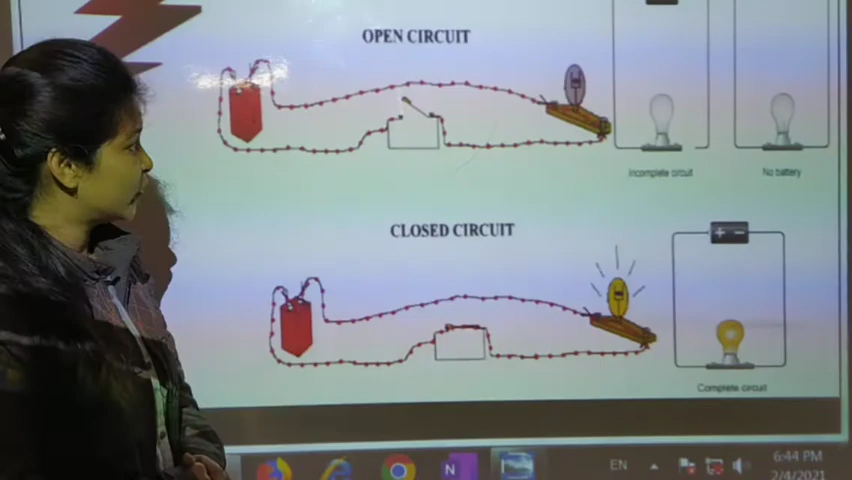 OPEN CIRCUIT
Incomplete circuit
No battery
CLOSED CIRCUIT
+ −
Complete circuit
N
EN
6:44 PM
2/4/2021